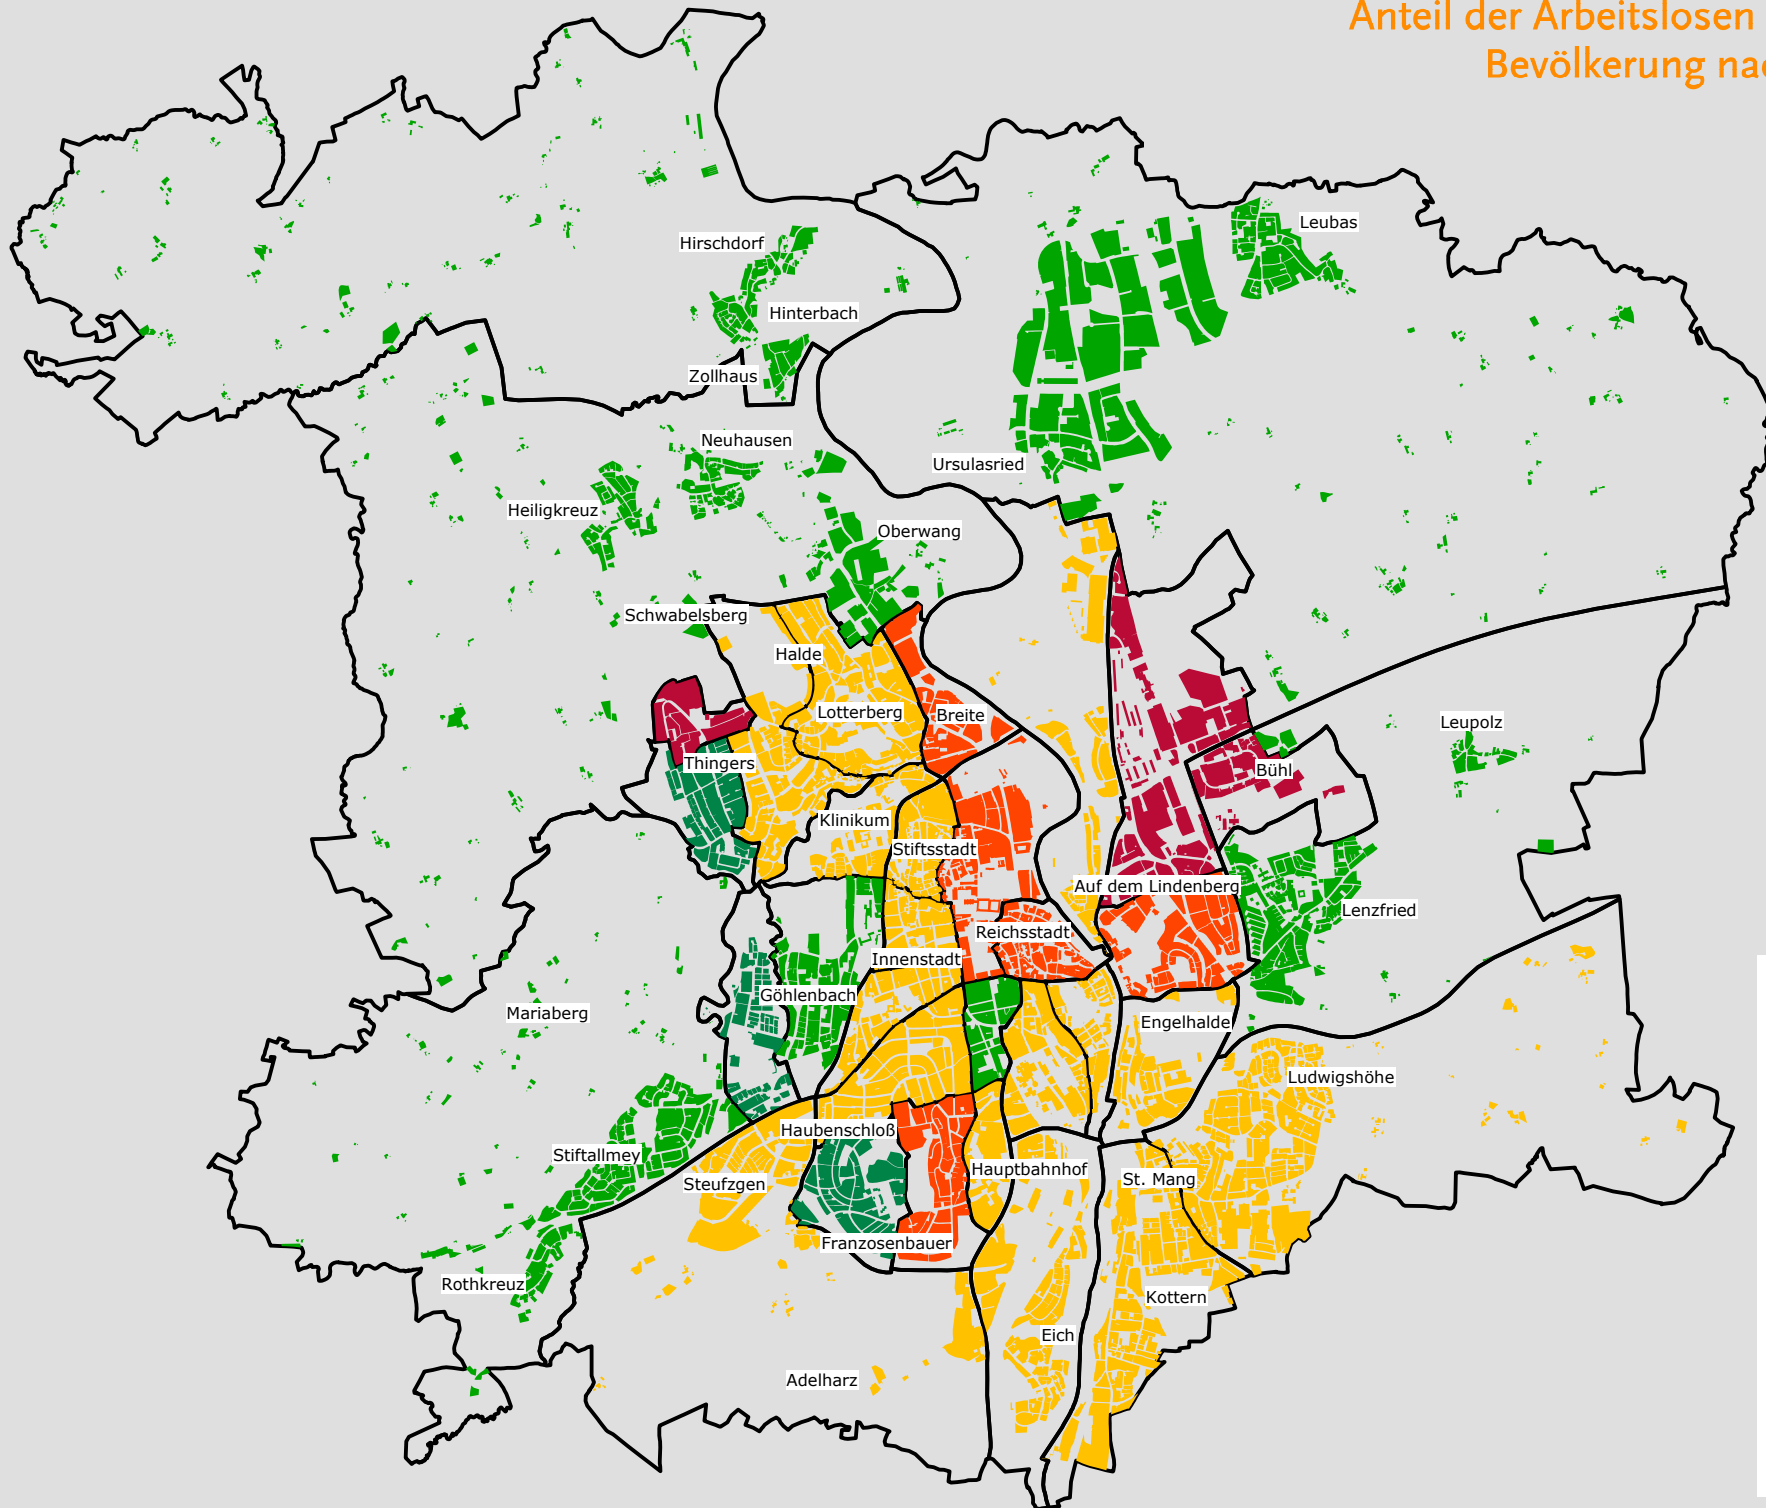 Anteil der Arbeitslosen
Bevölkerung
Leubas
Hirschdorf
Hinterbach
Zollhaus
Neuhausen
Ursulasried
Heiligkreuz
Oberwang
Schwabelsberg
Halde
Lotterberg
Breite
Leupolz
Thingers
Bühl
Klinikum
Stiftsstadt
Auf dem Lindenberg
Lenzfried
Reichsstadt
Innenstadt
Göhlenbach
Mariaberg
Engelhalde
Ludwigshöhe
Haubenschloß
Stiftallmey
Hauptbahnhof
Steufzgen
St. Mang
Franzosenbauer
Rothkreuz
Kottern
Eich
Adelharz